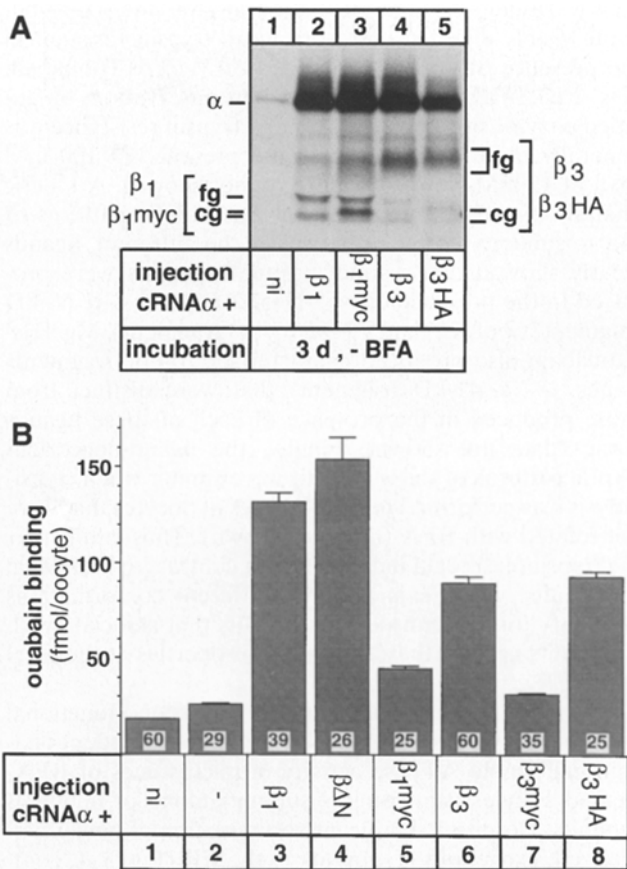 A
1 2 3 4 5
α
β1
β1myc
fg
cg
fg
cg
β3
β3HA
injection
cRNAα +
ni.
β1
β1myc
β3
β3HA
incubation
3 d , - BFA
B
ouabain binding
(fmol/oocyte)
150
100
50
60 29 39 26 25 60 35 25
injection
cRNAα +
ni.
-
β1
βΔN
β1myc
β3
β3myc
β3HA
1 2 3 4 5 6 7 8